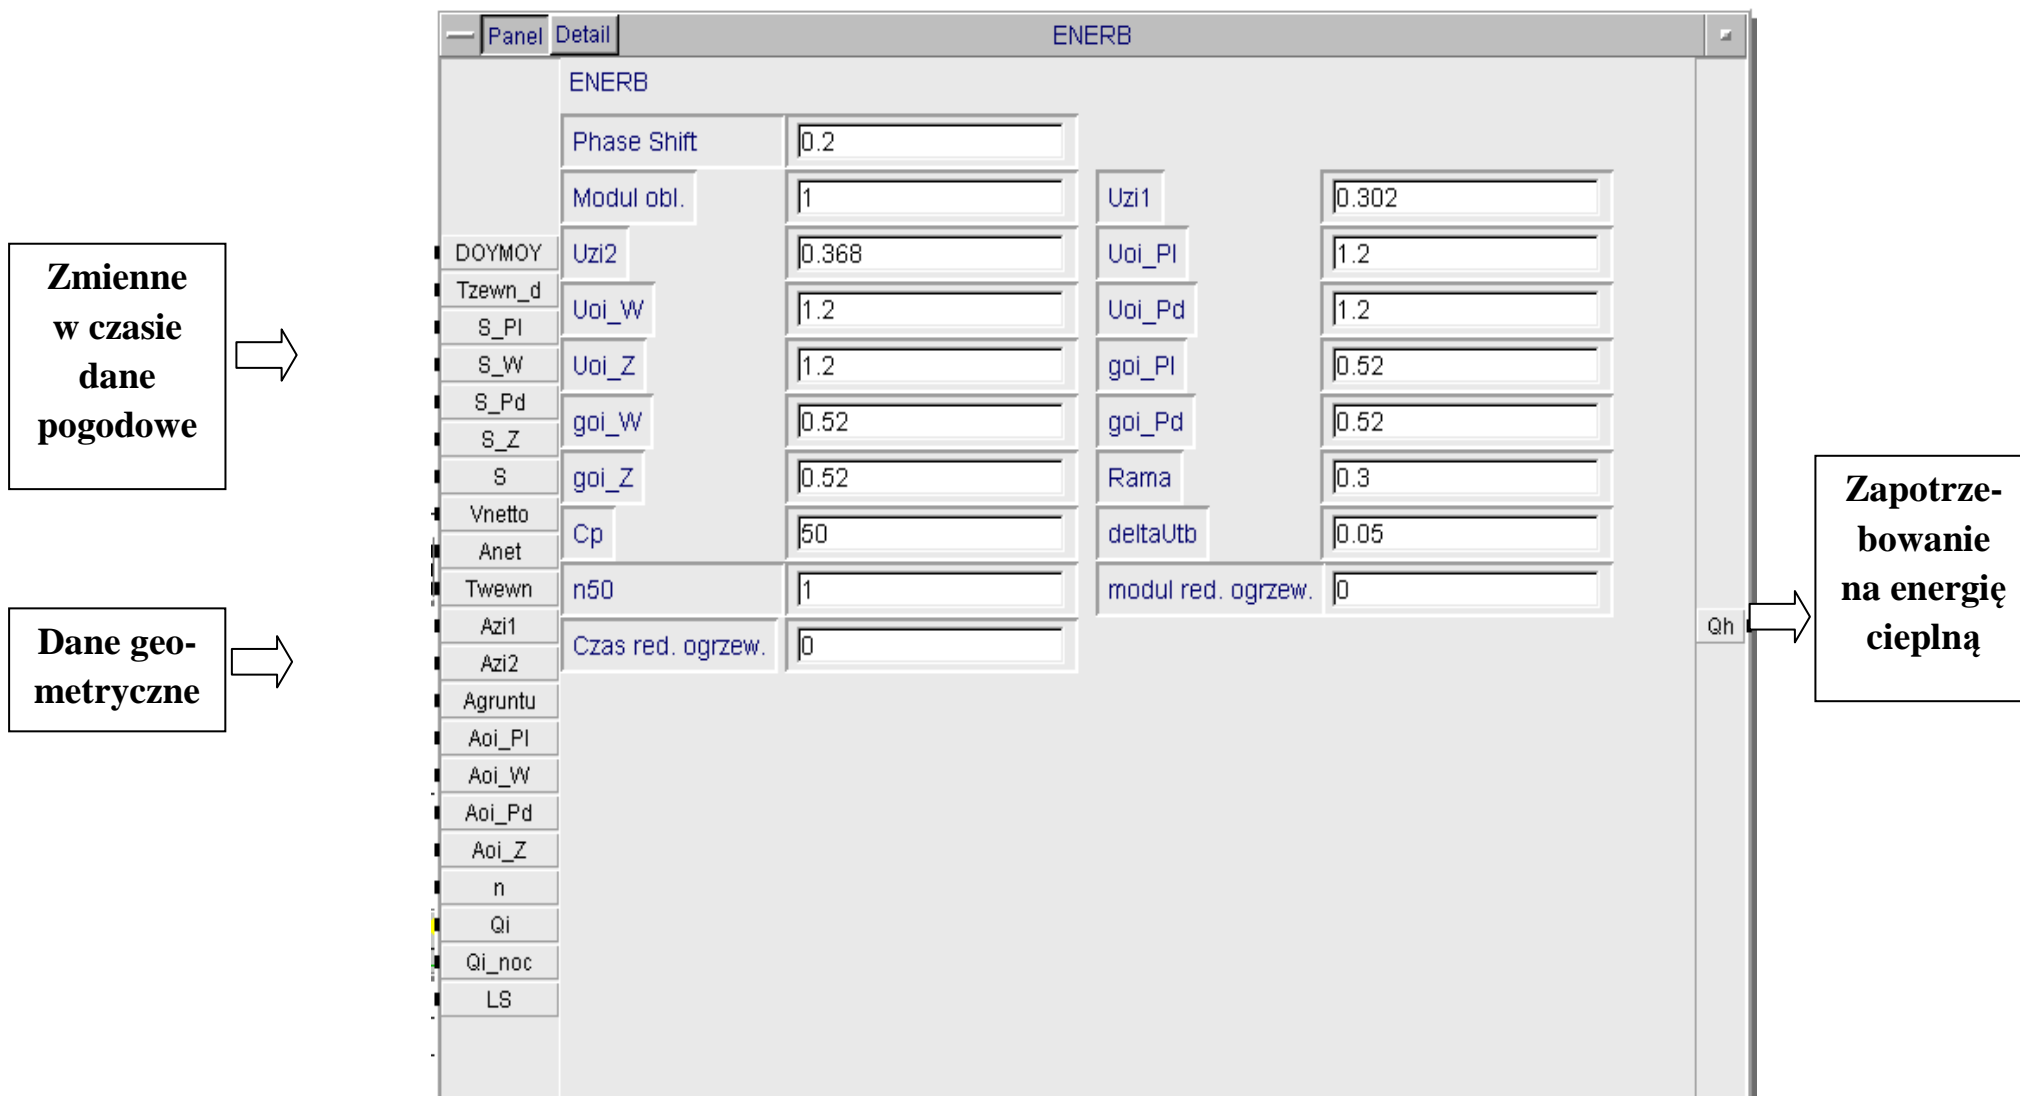 Panel Detail ENERB
ENERB
Phase Shift 0.2
Modul obl. 1 Uzi1 0.302
Uzi2 0.368 Uoi_Pl 1.2
Uoi_W 1.2 Uoi_Pd 1.2
Uoi_Z 1.2 goi_Pl 0.52
goi_W 0.52 goi_Pd 0.52
goi_Z 0.52 Rama 0.3
Cp 50 deltaUtb 0.05
n50 1 modul red. ogrzew. 0
Czas red. ogrzew. 0
DOYMOY
Tzewn_d
S_Pl
S_W
S_Pd
S_Z
S
Vnetto
Anet
Twewn
Azi1
Azi2
Agruntu
Aoi_Pl
Aoi_W
Aoi_Pd
Aoi_Z
n
Qi
Qi_noc
LS
Qh
Zmienne
w czasie
dane
pogodowe
Dane geo-
metryczne
Zapotrze-
bowanie
na energię
cieplną